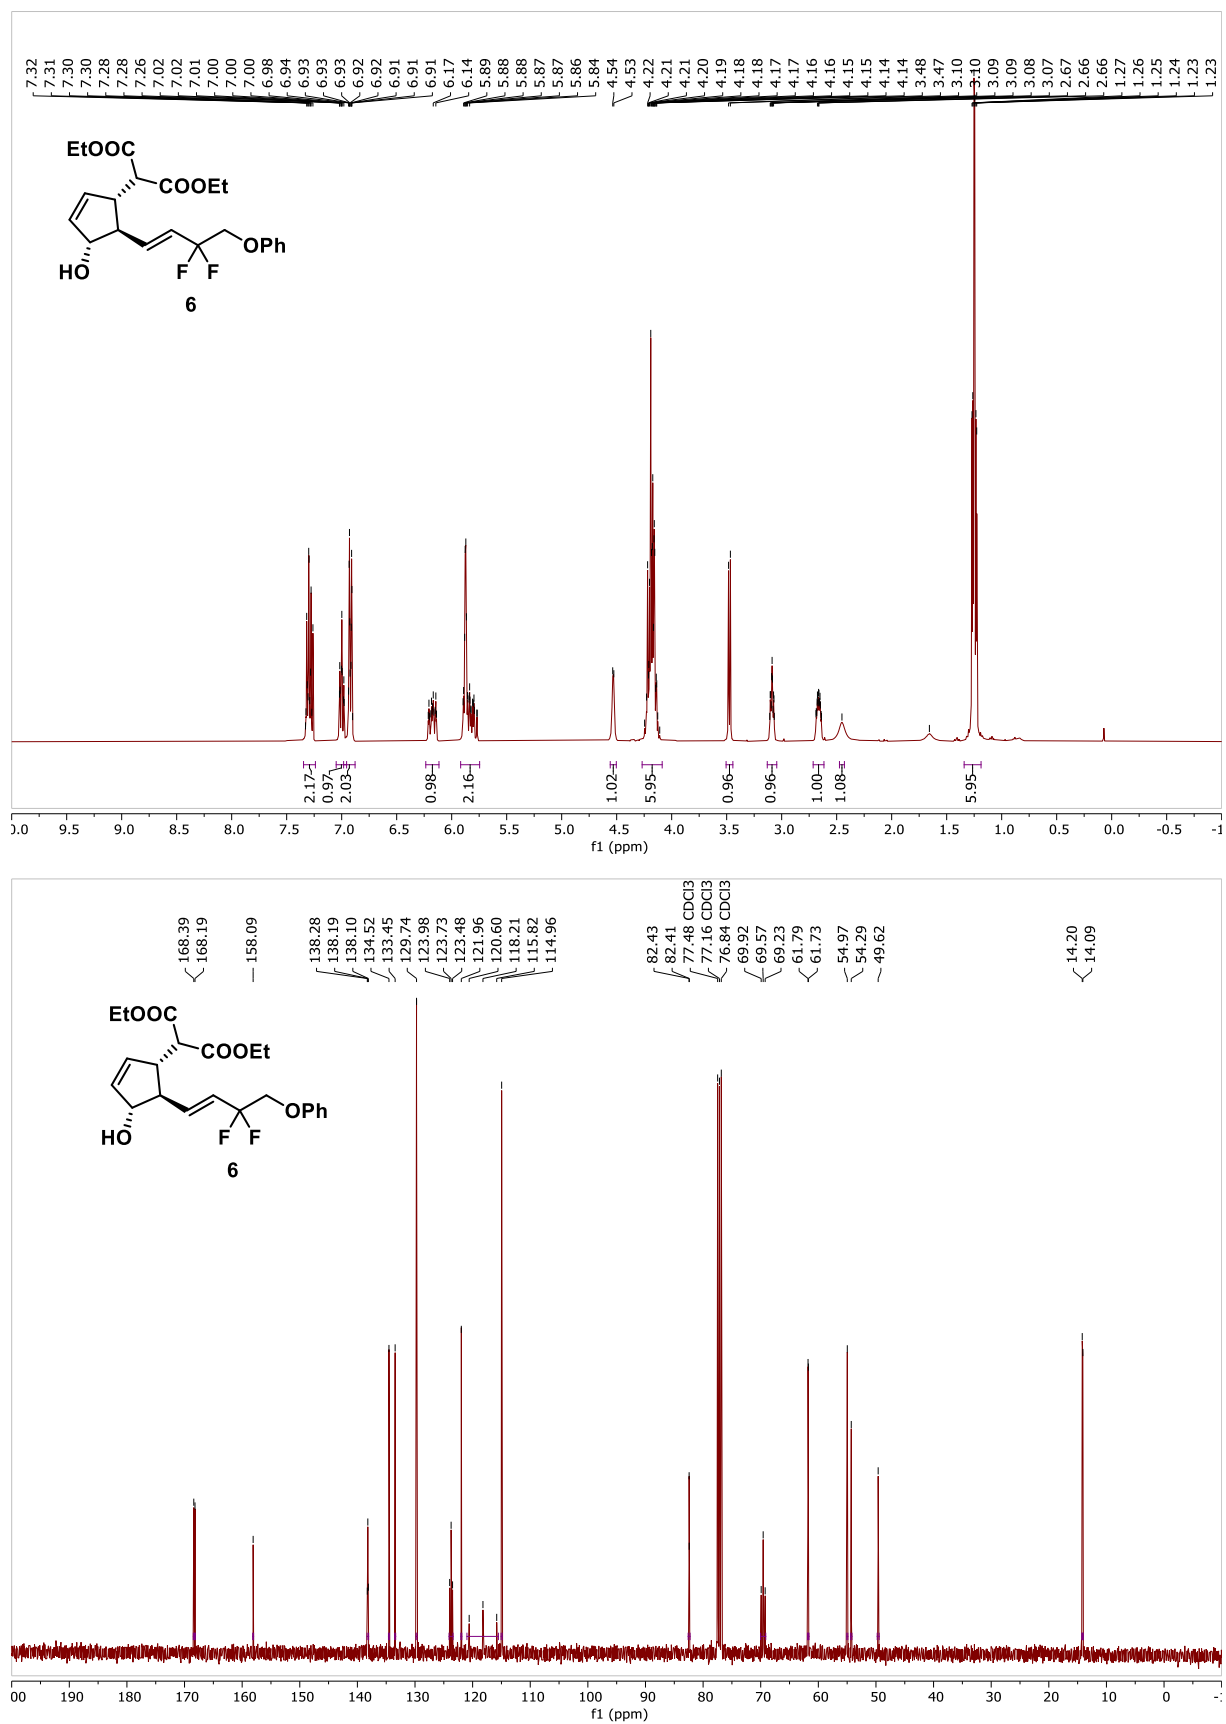 7.32 7.31 7.30 7.30 7.28 7.28 7.26 7.02 7.02 7.01 7.00 7.00 7.00 6.98 6.94 6.93 6.93 6.93 6.92 6.92 6.91 6.91 6.91 6.17 6.14 5.89 5.88 5.88 5.87 5.87 5.86 5.84 4.54 4.53 4.22 4.21 4.21 4.20 4.19 4.18 4.18 4.17 4.17 4.16 4.16 4.15 4.15 4.14 4.14 3.48 3.47 3.10 3.10 3.09 3.09 3.08 3.07 2.67 2.66 2.66 1.27 1.26 1.25 1.24 1.23 1.23
EtOOC
COOEt
OPh
HO
F F
6
2.17 0.97 2.03 0.98 2.16 1.02 5.95 0.96 0.96 1.00 1.08 5.95
0.0 9.5 9.0 8.5 8.0 7.5 7.0 6.5 6.0 5.5 5.0 4.5 4.0 3.5 3.0 2.5 2.0 1.5 1.0 0.5 0.0 -0.5 -1
f1 (ppm)
168.39 168.19 158.09 138.28 138.19 138.10 134.52 133.45 129.74 123.98 123.73 123.48 121.96 120.60 118.21 115.82 114.96 82.43 82.41 77.48 CDCl3 77.16 CDCl3 76.84 CDCl3 69.92 69.57 69.23 61.79 61.73 54.97 54.29 49.62 14.20 14.09
EtOOC
COOEt
OPh
HO
F F
6
00 190 180 170 160 150 140 130 120 110 100 90 80 70 60 50 40 30 20 10 0 -1
f1 (ppm)